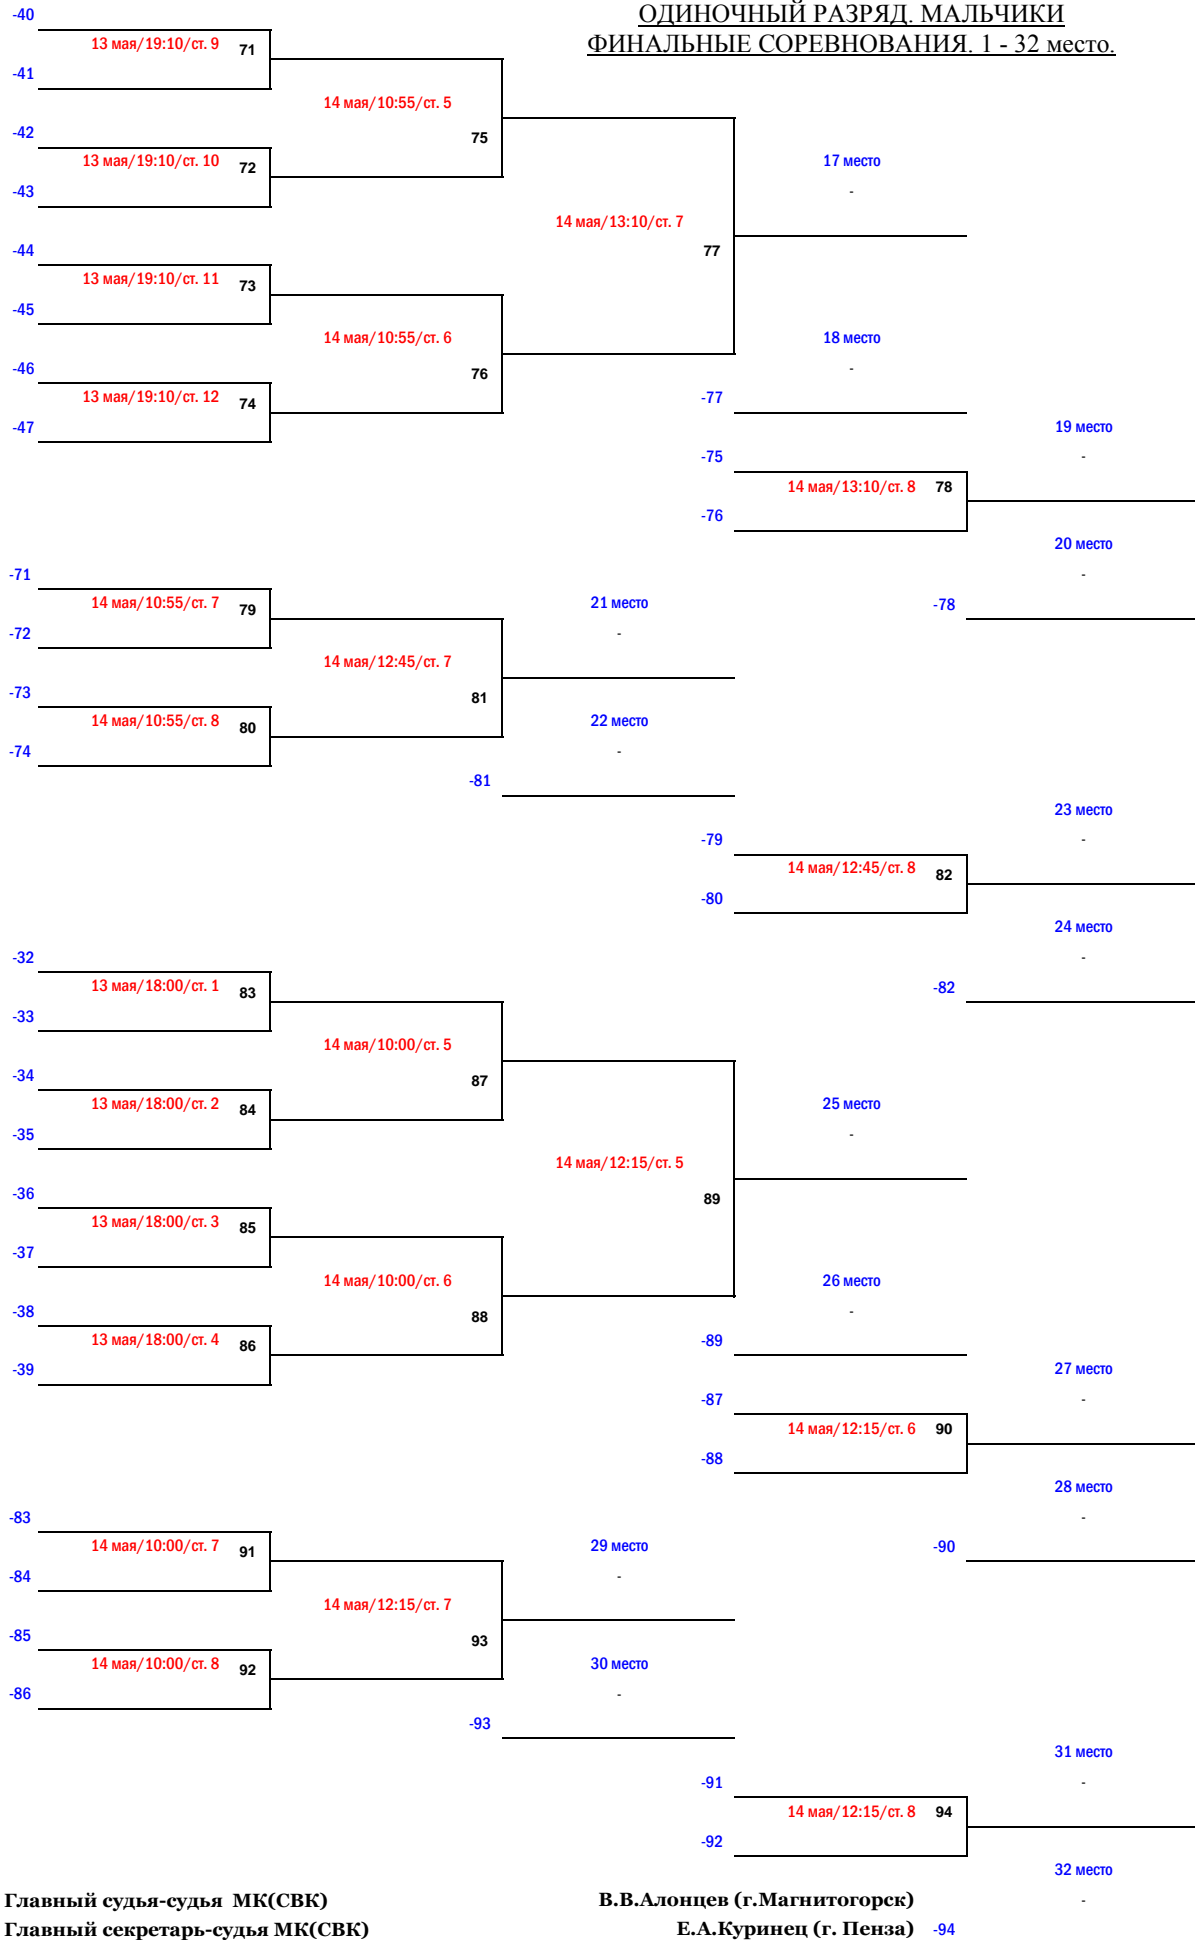 ОДИНОЧНЫЙ РАЗРЯД. МАЛЬЧИКИ
ФИНАЛЬНЫЕ СОРЕВНОВАНИЯ. 1 - 32 место.
-40
13 мая/19:10/ст. 9 71
-41
14 мая/10:55/ст. 5
75
-42
13 мая/19:10/ст. 10 72
17 место
-
-43
14 мая/13:10/ст. 7
77
-44
13 мая/19:10/ст. 11 73
-45
14 мая/10:55/ст. 6
18 место
-
76
-46
13 мая/19:10/ст. 12 74
-77
-47
19 место
-
-75
14 мая/13:10/ст. 8 78
-76
20 место
-
-71
14 мая/10:55/ст. 7 79
21 место
-
-78
-72
14 мая/12:45/ст. 7
81
-73
14 мая/10:55/ст. 8 80
22 место
-
-74
-81
23 место
-
-79
14 мая/12:45/ст. 8 82
-80
24 место
-
-32
13 мая/18:00/ст. 1 83
-82
-33
14 мая/10:00/ст. 5
87
-34
13 мая/18:00/ст. 2 84
25 место
-
-35
14 мая/12:15/ст. 5
89
-36
13 мая/18:00/ст. 3 85
-37
14 мая/10:00/ст. 6
26 место
-
88
-38
13 мая/18:00/ст. 4 86
-89
-39
27 место
-
-87
14 мая/12:15/ст. 6 90
-88
28 место
-
-83
14 мая/10:00/ст. 7 91
29 место
-
-90
-84
14 мая/12:15/ст. 7
93
-85
14 мая/10:00/ст. 8 92
30 место
-
-86
-93
31 место
-
-91
14 мая/12:15/ст. 8 94
-92
32 место
-
Главный судья-судья МК(СВК) В.В.Алонцев (г.Магнитогорск)
Главный секретарь-судья МК(СВК) Е.А.Куринец (г. Пенза) -94